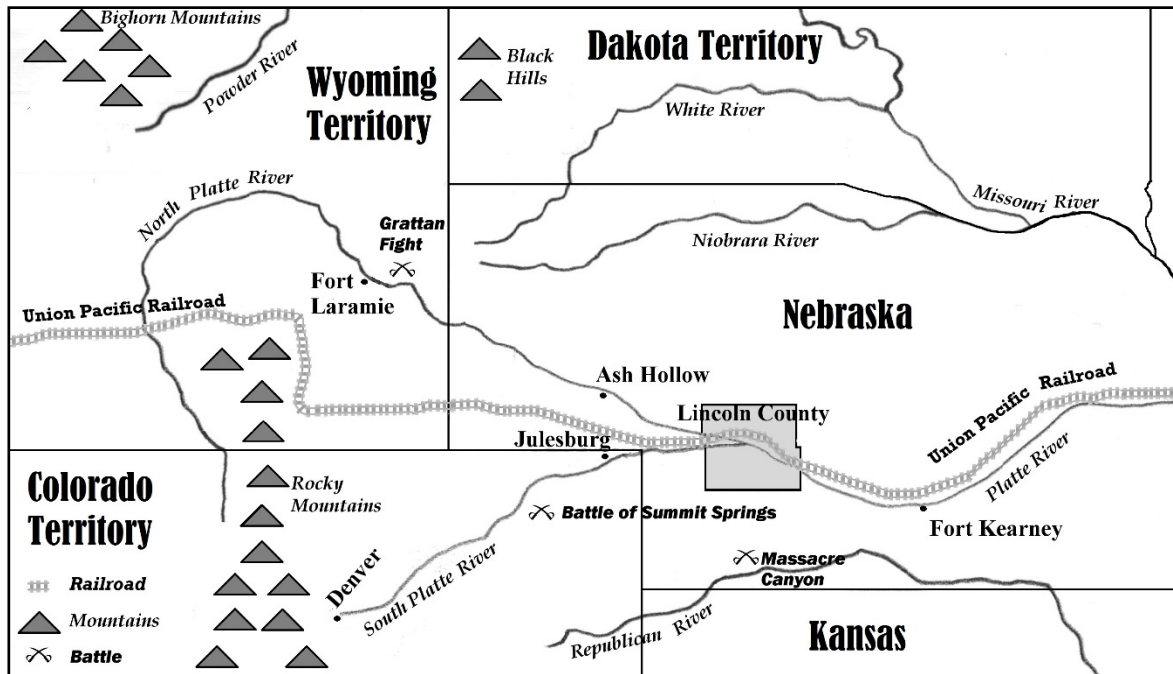 Bighorn Mountains
Powder River
Wyoming
Territory
Black
Hills
Dakota Territory
White River
Missouri River
North Platte River
Grattan
Fight
Niobrara River
Fort
Laramie
Union Pacific Railroad
Nebraska
Ash Hollow
Lincoln County
Union Pacific Railroad
Platte River
Julesburg
Colorado
Territory
Rocky
Mountains
Battle of Summit Springs
Fort Kearney
Massacre
Canyon
Denver
South Platte River
Republican River
Kansas
Railroad
Mountains
Battle